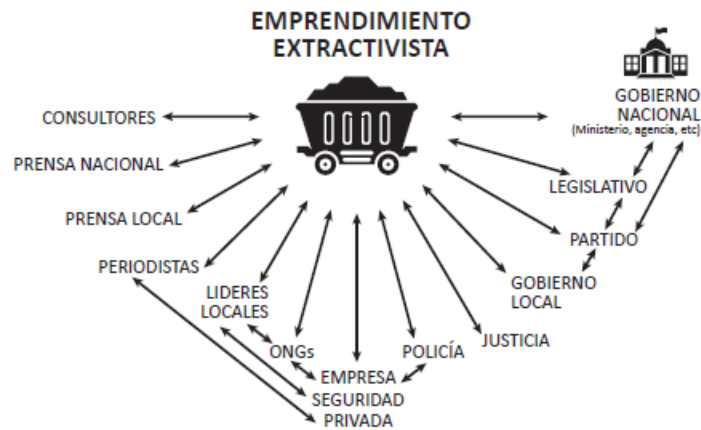 EMPRENDIMIENTO
EXTRACTIVISTA
GOBIERNO
NACIONAL
(Ministerio, agencia, etc)
CONSULTORES
PRENSA NACIONAL
LEGISLATIVO
PRENSA LOCAL
PARTIDO
PERIODISTAS
GOBIERNO
LOCAL
LIDERES
LOCALES
JUSTICIA
ONGs
POLICÍA
EMPRESA
SEGURIDAD
PRIVADA